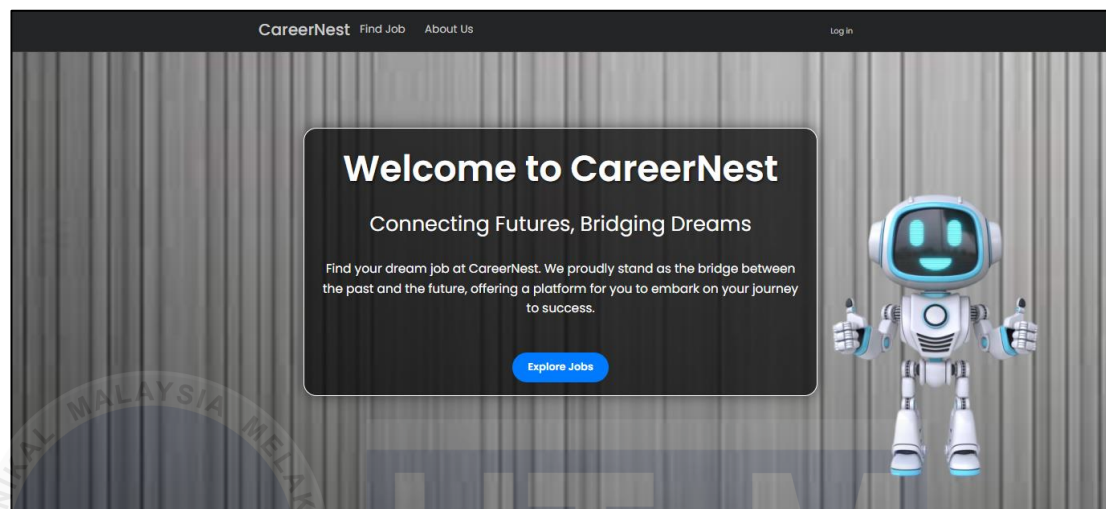 CareerNest Find Job About Us Log in
Welcome to CareerNest
Connecting Futures, Bridging Dreams
Find your dream job at CareerNest. We proudly stand as the bridge between
the past and the future, offering a platform for you to embark on your journey
to success.
Explore Jobs
MALAYSIA